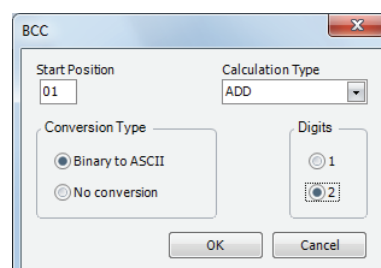 BCC
Start Position
Calculation Type
01
ADD
Conversion Type
Digits
Binary to ASCII
1
No conversion
2
OK
Cancel